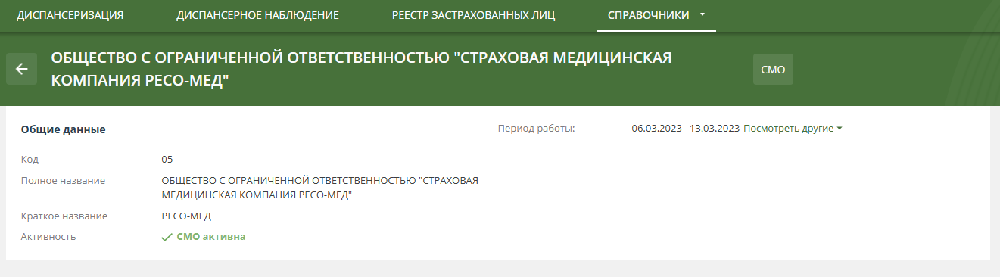 ДИСПАНСЕРИЗАЦИЯ ДИСПАНСЕРНОЕ НАБЛЮДЕНИЕ РЕЕСТР ЗАСТРАХОВАННЫХ ЛИЦ СПРАВОЧНИКИ
ОБЩЕСТВО С ОГРАНИЧЕННОЙ ОТВЕТСТВЕННОСТЬЮ "СТРАХОВАЯ МЕДИЦИНСКАЯ
КОМПАНИЯ РЕСО-МЕД"
СМО
Общие данные
Период работы: 06.03.2023 - 13.03.2023 Посмотреть другие
Код 05
Полное название ОБЩЕСТВО С ОГРАНИЧЕННОЙ ОТВЕТСТВЕННОСТЬЮ "СТРАХОВАЯ
МЕДИЦИНСКАЯ КОМПАНИЯ РЕСО-МЕД"
Краткое название РЕСО-МЕД
Активность СМО активна